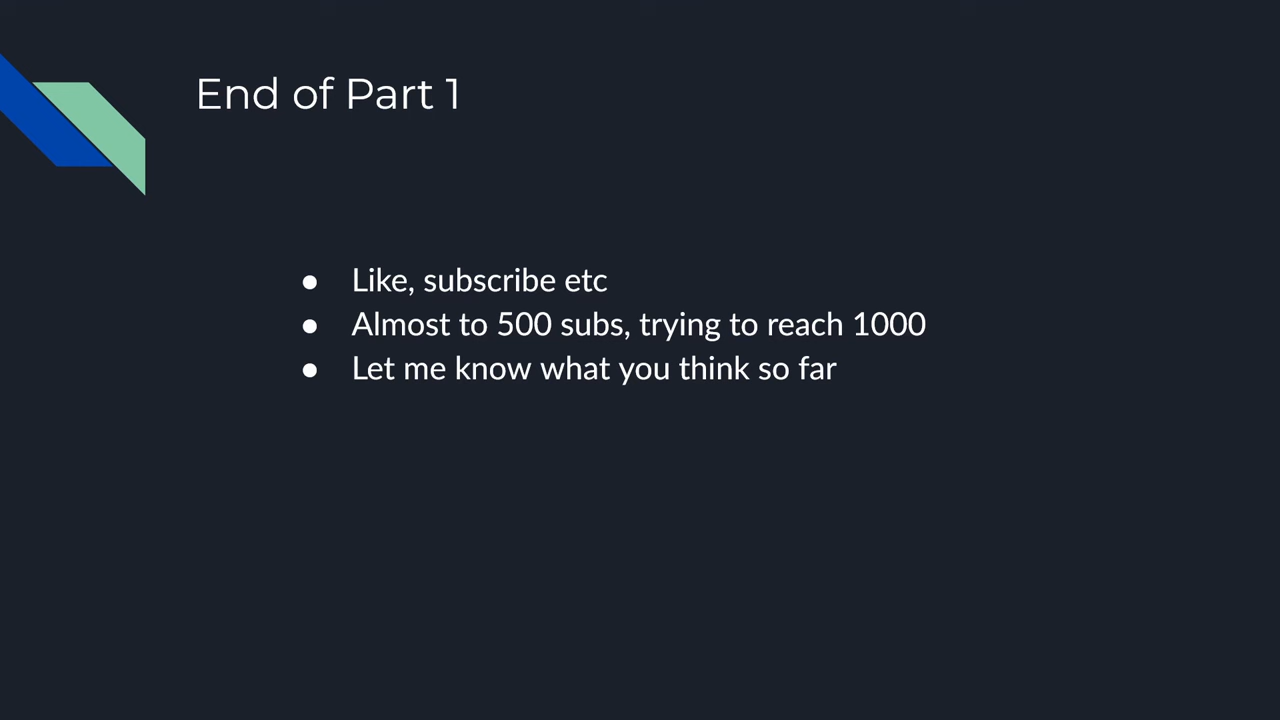 End of Part 1
● Like, subscribe etc
● Almost to 500 subs, trying to reach 1000
● Let me know what you think so far